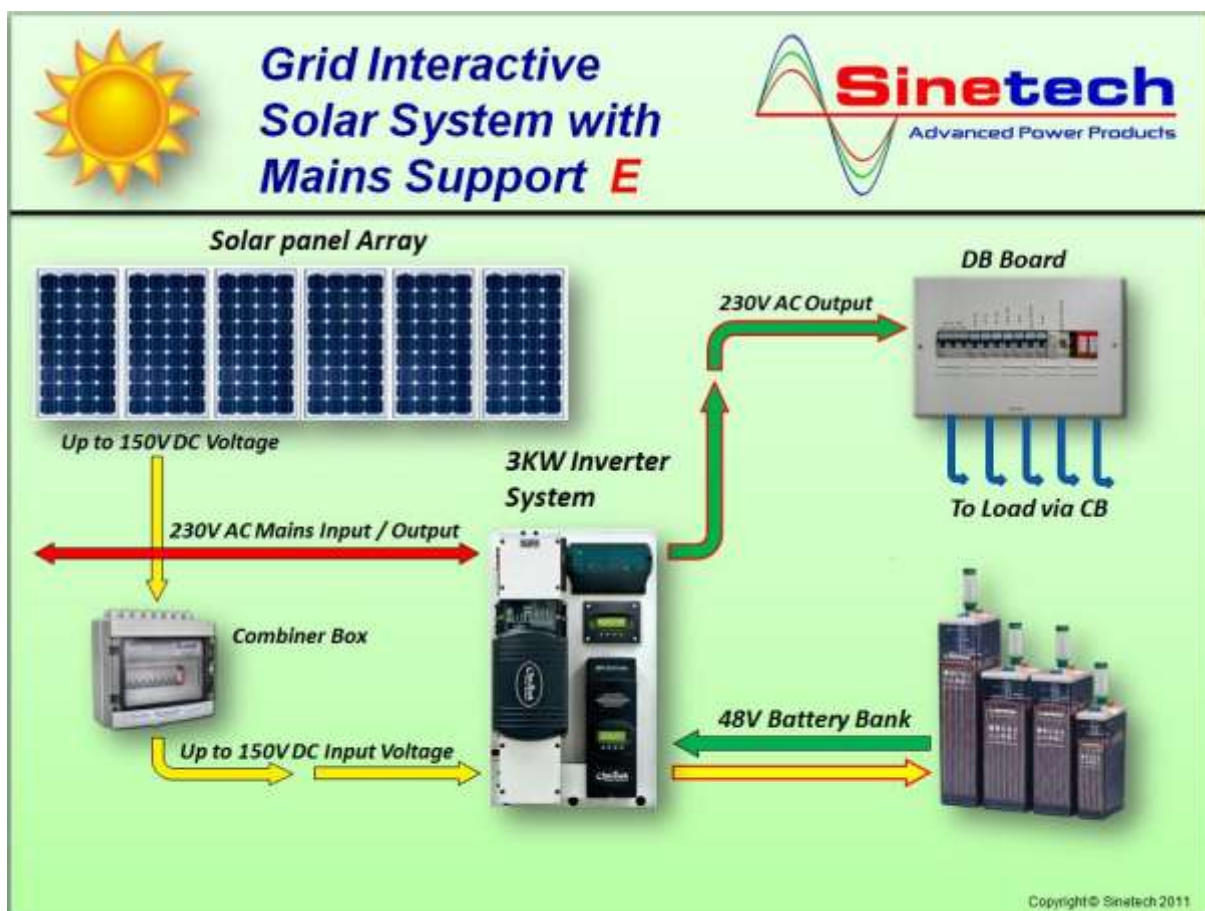 Grid Interactive
Solar System with
Mains Support E
Sinetech
Advanced Power Products
Solar panel Array
DB Board
230V AC Output
Up to 150V DC Voltage
3KW Inverter
System
To Load via CB
230V AC Mains Input / Output
Combiner Box
48V Battery Bank
Up to 150V DC Input Voltage
Copyright© Sinetech 2011